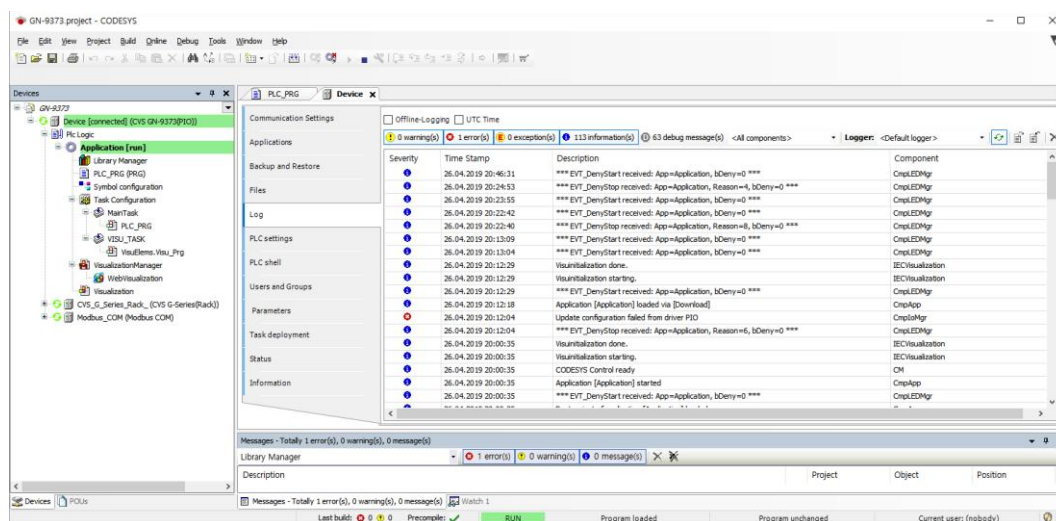 GN-9373.project - CODESYS
File Edit View Project Build Online Debug Tools Window Help
Devices
GN-9373
Device [connected] (CVS GN-9373(PIO))
Plc Logic
Application [run]
Library Manager
PLC_PRG (PRG)
Symbol configuration
Task Configuration
MainTask
PLC_PRG
VISU_TASK
VisuElems.Visu_Prg
VisualizationManager
WebVisualization
Visualization
CVS_G_Series_Rack_ (CVS G-Series(Rack))
Modbus_COM (Modbus COM)
Devices POUs
PLC_PRG Device
Communication Settings
Applications
Backup and Restore
Files
Log
PLC settings
PLC shell
Users and Groups
Parameters
Task deployment
Status
Information
Offline-Logging UTC Time
0 warning(s) 1 error(s) 0 exception(s) 113 information(s) 63 debug message(s) <All components> Logger: <Default logger>
Severity Time Stamp Description Component
26.04.2019 20:46:31 *** EVT_DenyStart received: App=Application, bDeny=0 *** CmpLEDMgr
26.04.2019 20:24:53 *** EVT_DenyStop received: App=Application, Reason=4, bDeny=0 *** CmpLEDMgr
26.04.2019 20:23:55 *** EVT_DenyStart received: App=Application, bDeny=0 *** CmpLEDMgr
26.04.2019 20:22:42 *** EVT_DenyStart received: App=Application, bDeny=0 *** CmpLEDMgr
26.04.2019 20:22:40 *** EVT_DenyStop received: App=Application, Reason=8, bDeny=0 *** CmpLEDMgr
26.04.2019 20:13:09 *** EVT_DenyStart received: App=Application, bDeny=0 *** CmpLEDMgr
26.04.2019 20:13:04 *** EVT_DenyStart received: App=Application, bDeny=0 *** CmpLEDMgr
26.04.2019 20:12:29 Visuinitialization done. IECVisualization
26.04.2019 20:12:29 Visuinitialization starting. IECVisualization
26.04.2019 20:12:29 *** EVT_DenyStart received: App=Application, bDeny=0 *** CmpLEDMgr
26.04.2019 20:12:18 Application [Application] loaded via [Download] CmpApp
26.04.2019 20:12:04 Update configuration failed from driver PIO CmpIoMgr
26.04.2019 20:12:04 *** EVT_DenyStop received: App=Application, Reason=6, bDeny=0 *** CmpLEDMgr
26.04.2019 20:00:35 Visuinitialization done. IECVisualization
26.04.2019 20:00:35 Visuinitialization starting. IECVisualization
26.04.2019 20:00:35 CODESYS Control ready CM
26.04.2019 20:00:35 Application [Application] started CmpApp
26.04.2019 20:00:35 *** EVT_DenyStart received: App=Application, bDeny=0 *** CmpLEDMgr
Messages - Totally 1 error(s), 0 warning(s), 0 message(s)
Library Manager 1 error(s) 0 warning(s) 0 message(s)
Description Project Object Position
Messages - Totally 1 error(s), 0 warning(s), 0 message(s) Watch 1
Last build: 0 0 Precompile: RUN Program loaded Program unchanged Current user: (nobody)